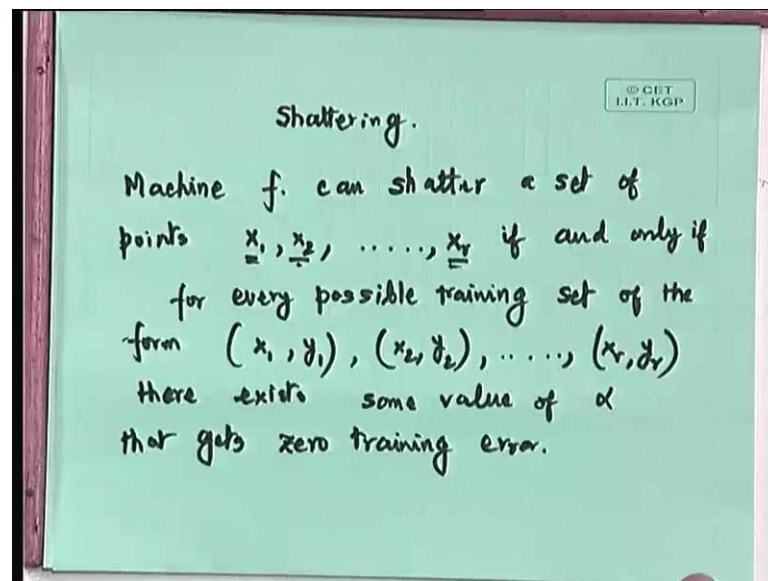 © CET
I.I.T. KGP
Shattering.
Machine f. can shatter a set of
points x₁, x₂, ....., xᵣ if and only if
for every possible training set of the
form (x₁, y₁), (x₂, y₂), ....., (xᵣ, yᵣ)
there exists some value of α
that gets zero training error.